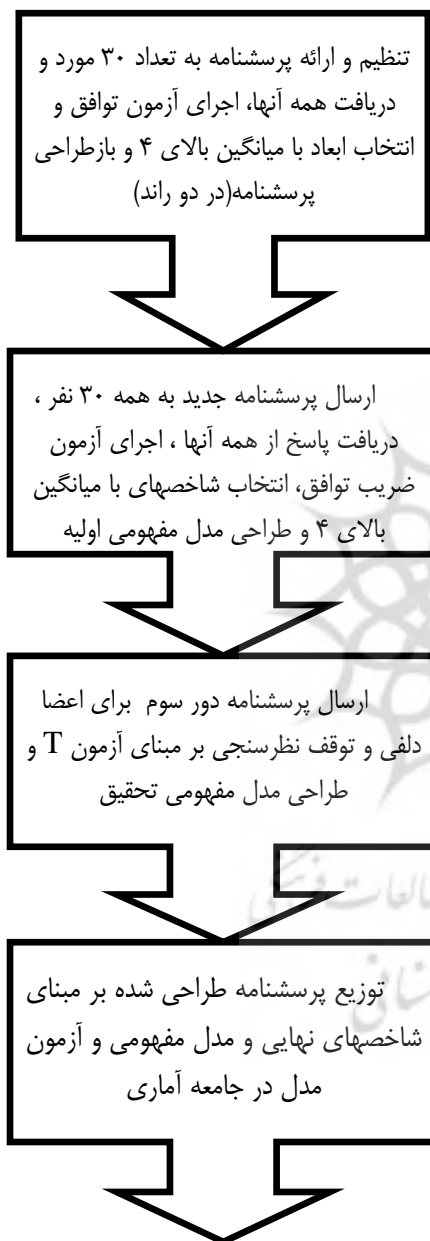 تنظیم و ارائه پرسشنامه به تعداد ۳۰ مورد و
دریافت همه آنها، اجرای آزمون توافق و
انتخاب ابعاد با میانگین بالای ۴ و بازطراحی
پرسشنامه(در دو راند)
ارسال پرسشنامه جدید به همه ۳۰ نفر ،
دریافت پاسخ از همه آنها ، اجرای آزمون
ضریب توافق، انتخاب شاخصهای با میانگین
بالای ۴ و طراحی مدل مفهومی اولیه
ارسال پرسشنامه دور سوم برای اعضا
دلفی و توقف نظرسنجی بر مبنای آزمون T و
طراحی مدل مفهومی تحقیق
توزیع پرسشنامه طراحی شده بر مبنای
شاخصهای نهایی و مدل مفهومی و آزمون
مدل در جامعه آماری